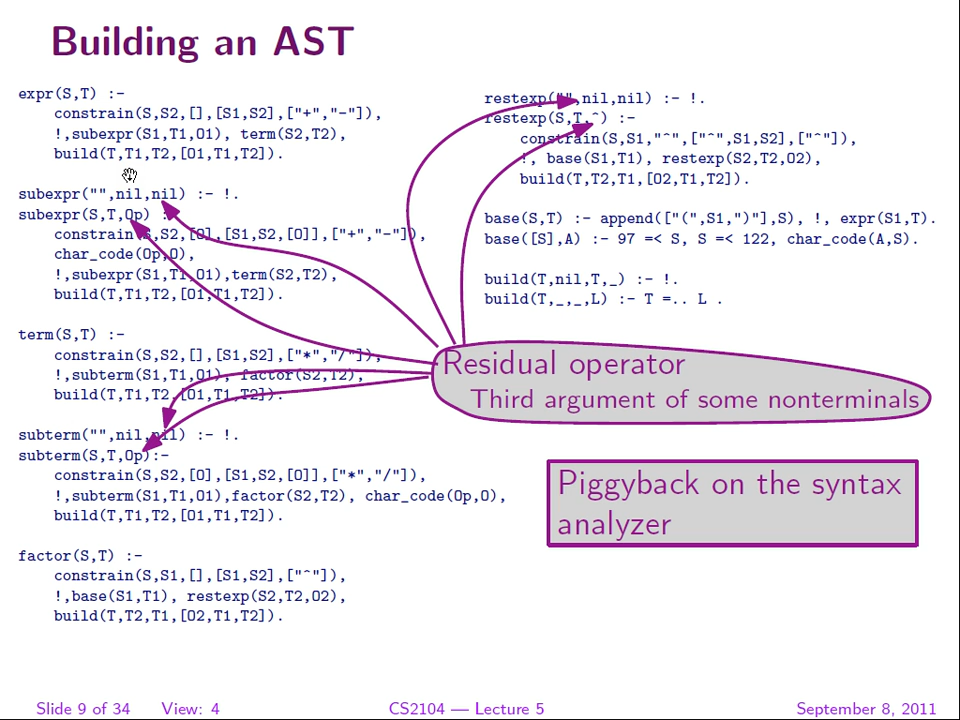 Building an AST
expr(S,T) :-
constrain(S,S2,[],[S1,S2],["+","-"]),
!,subexpr(S1,T1,O1), term(S2,T2),
build(T,T1,T2,[O1,T1,T2]).
subexpr("",nil,nil) :- !.
subexpr(S,T,Op) :-
constrain(S,S2,[O],[S1,S2,[O]],["+","-"]),
char_code(Op,O),
!,subexpr(S1,T1,O1),term(S2,T2),
build(T,T1,T2,[O1,T1,T2]).
term(S,T) :-
constrain(S,S2,[],[S1,S2],["*","/"]),
!,subterm(S1,T1,O1), factor(S2,T2),
build(T,T1,T2,[O1,T1,T2]).
subterm("",nil,nil) :- !.
subterm(S,T,Op):-
constrain(S,S2,[O],[S1,S2,[O]],["*","/"]),
!,subterm(S1,T1,O1),factor(S2,T2), char_code(Op,O),
build(T,T1,T2,[O1,T1,T2]).
factor(S,T) :-
constrain(S,S1,[],[S1,S2],["^"]),
!,base(S1,T1), restexp(S2,T2,O2),
build(T,T2,T1,[O2,T1,T2]).
restexp("",nil,nil) :- !.
restexp(S,T,^) :-
constrain(S,S1,"^",["^",S1,S2],["^"]),
!, base(S1,T1), restexp(S2,T2,O2),
build(T,T2,T1,[O2,T1,T2]).
base(S,T) :- append(["(",S1,")"],S), !, expr(S1,T).
base([S],A) :- 97 =< S, S =< 122, char_code(A,S).
build(T,nil,T,_) :- !.
build(T,_,_,L) :- T =.. L .
Residual operator
Third argument of some nonterminals
Piggyback on the syntax
analyzer
Slide 9 of 34 View: 4 CS2104 — Lecture 5 September 8, 2011